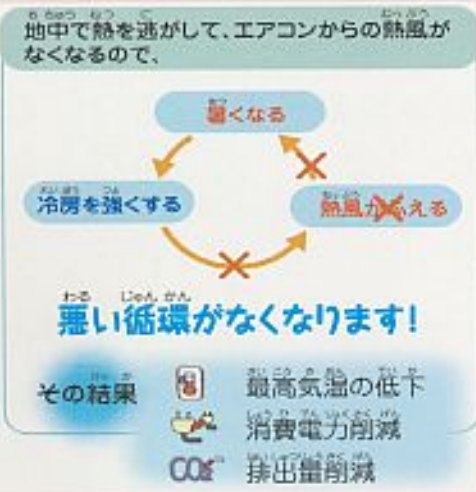 地中で熱を逃がして、エアコンからの熱風が
なくなるので、
暑くなる
冷房を強くする
熱風がふえる
悪い循環がなくなります!
その結果
最高気温の低下
消費電力削減
CO2 排出量削減